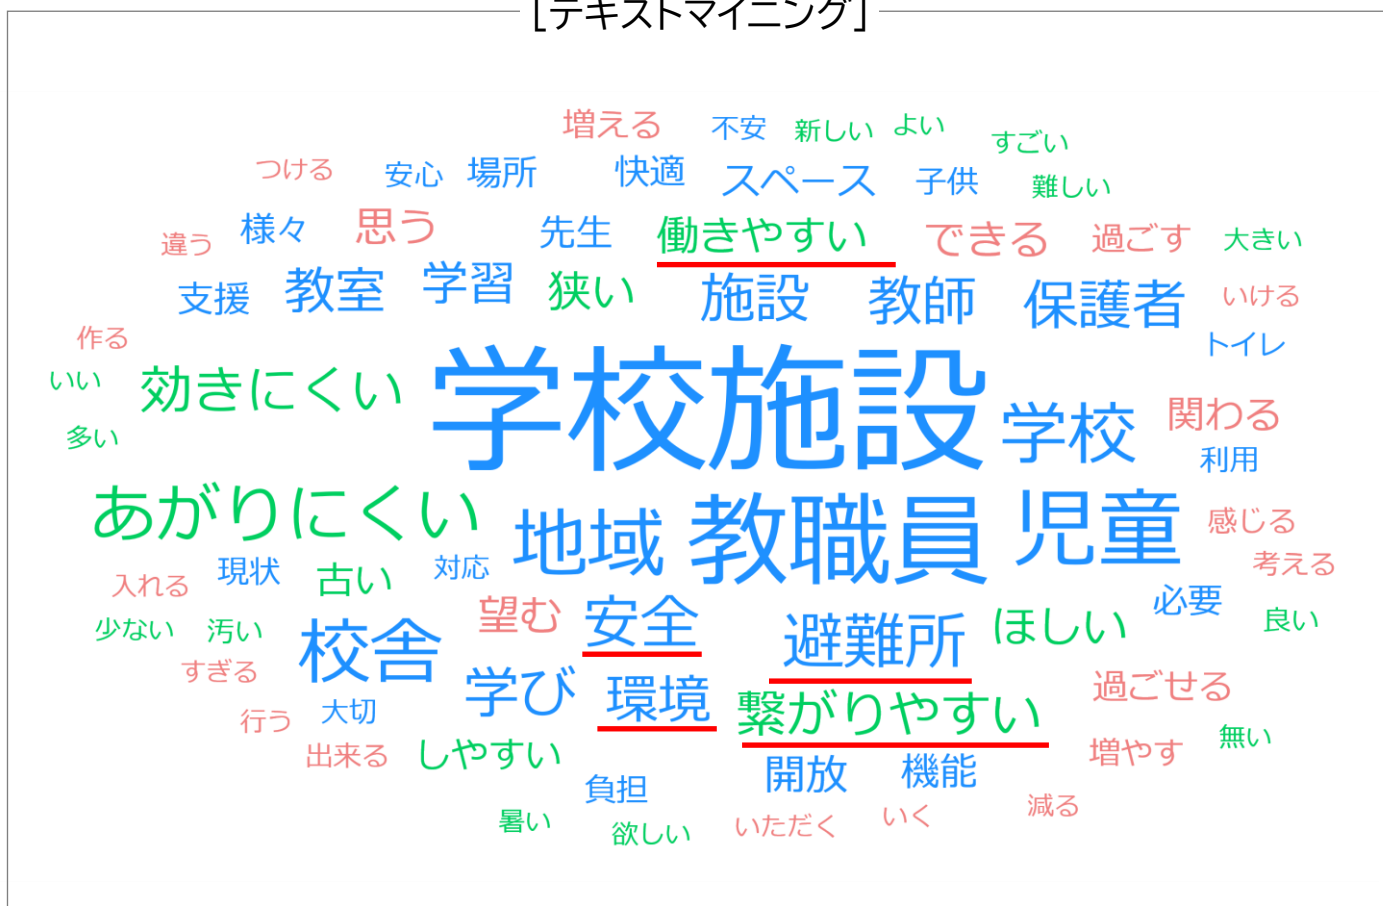 [テキストマイニング]
増える 不安 新しい よい すごい
つける 安心 場所 快適 スペース 子供 難しい
違う 様々 思う 先生 働きやすい できる 過ごす 大きい
支援 教室 学習 狭い 施設 教師 保護者 いける
作る トイレ
いい 効きにくい 学校施設 学校 関わる
多い 利用
あがりにくい 地域 教職員 児童 感じる
入れる 現状 古い 対応 考える
少ない 汚い 校舎 望む 安全 避難所 ほしい 必要 良い
すぎる 学び 環境 繋がりやすい 過ごせる
行う 大切 無い
出来る しやすい 開放 機能 増やす
負担
暑い 欲しい いただく いく 減る